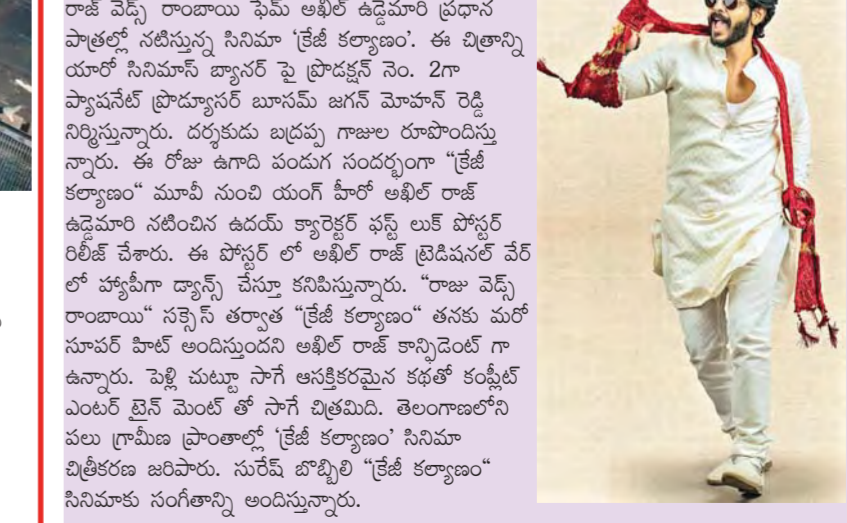 రాజ్ వెడ్స్ రాంబాయి ఫేమ్ అఖిల్ ఉడ్డెమారి ప్రధాన
పాత్రల్లో నటిస్తున్న సినిమా ‘క్రేజీ కల్యాణం’. ఈ చిత్రాన్ని
యారో సినిమాస్ బ్యానర్ పై ప్రొడక్షన్ నెం. 2గా
ప్యాషనేట్ ప్రొడ్యూసర్ బూసమ్ జగన్ మోహన్ రెడ్డి
నిర్మిస్తున్నారు. దర్శకుడు బద్రప్ప గాజుల రూపొందిస్తు
న్నారు. ఈ రోజు ఉగాది పండుగ సందర్భంగా “క్రేజీ
కల్యాణం“ మూవీ నుంచి యంగ్ హీరో అఖిల్ రాజ్
ఉడ్డెమారి నటించిన ఉదయ్ క్యారెక్టర్ ఫస్ట్ లుక్ పోస్టర్
రిలీజ్ చేశారు. ఈ పోస్టర్ లో అఖిల్ రాజ్ ట్రెడిషనల్ వేర్
లో హ్యాపీగా డ్యాన్స్ చేస్తూ కనిపిస్తున్నారు. “రాజు వెడ్స్
రాంబాయి“ సక్సెస్ తర్వాత “క్రేజీ కల్యాణం“ తనకు మరో
సూపర్ హిట్ అందిస్తుందని అఖిల్ రాజ్ కాన్ఫిడెంట్ గా
ఉన్నారు. పెళ్లి చుట్టూ సాగే ఆసక్తికరమైన కథతో కంప్లీట్
ఎంటర్ టైన్ మెంట్ తో సాగే చిత్రమిది. తెలంగాణలోని
పలు గ్రామీణ ప్రాంతాల్లో ‘క్రేజీ కల్యాణం’ సినిమా
చిత్రీకరణ జరిపారు. సురేష్ బొబ్బిలి “క్రేజీ కల్యాణం“
సినిమాకు సంగీతాన్ని అందిస్తున్నారు.